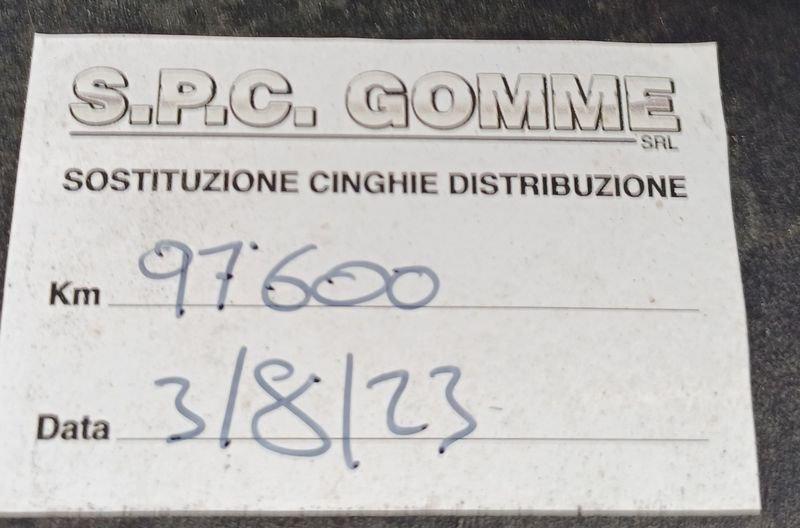 S.P.C. GOMME
SRL
SOSTITUZIONE CINGHIE DISTRIBUZIONE
Km 97600
Data 3/8/23